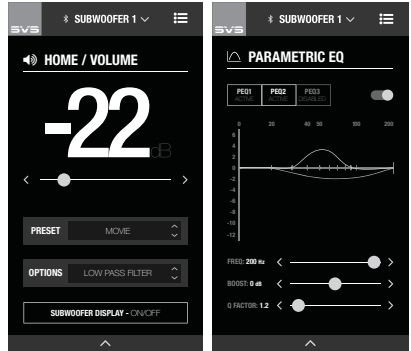 SVS
SUBWOOFER 1
HOME / VOLUME
-22
dB
PRESET
MOVIE
OPTIONS
LOW PASS FILTER
SUBWOOFER DISPLAY - ON/OFF
SVS
SUBWOOFER 1
PARAMETRIC EQ
PEQ1 PEQ2 PEQ3
ACTIVE ACTIVE DISABLED
0 20 40 50 100 200
6
4
2
0
-2
-4
-6
-8
-10
-12
FREQ: 200 Hz
BOOST: 0 dB
Q FACTOR: 1.2